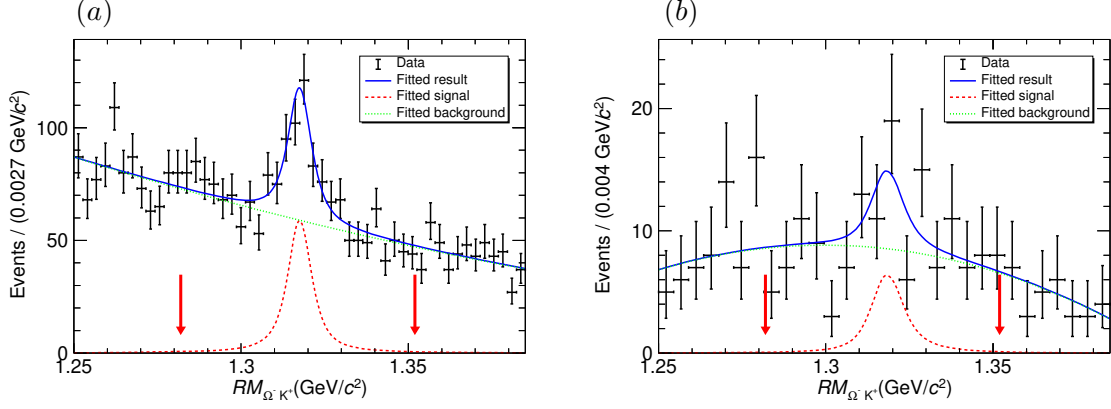 (a)
Events / (0.0027 GeV/c²)
100
50
0
Data
Fitted result
Fitted signal
Fitted background
1.25
1.3
1.35
RM_Ω⁻K⁺(GeV/c²)
(b)
Events / (0.004 GeV/c²)
20
10
0
Data
Fitted result
Fitted signal
Fitted background
1.25
1.3
1.35
RM_Ω⁻K⁺(GeV/c²)